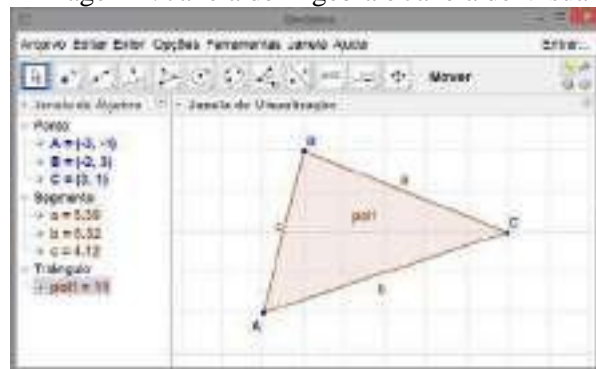 GeoGebra
Arquivo Editar Exibir Opções Ferramentas Janela Ajuda Entrar...
Mover
Janela de Álgebra
Janela de Visualização
Ponto
A = (-3, -1)
B = (-2, 3)
C = (3, 1)
Segmento
a = 5.39
b = 6.32
c = 4.12
Triângulo
pol1 = 11
B
a
c
pol1
C
b
A